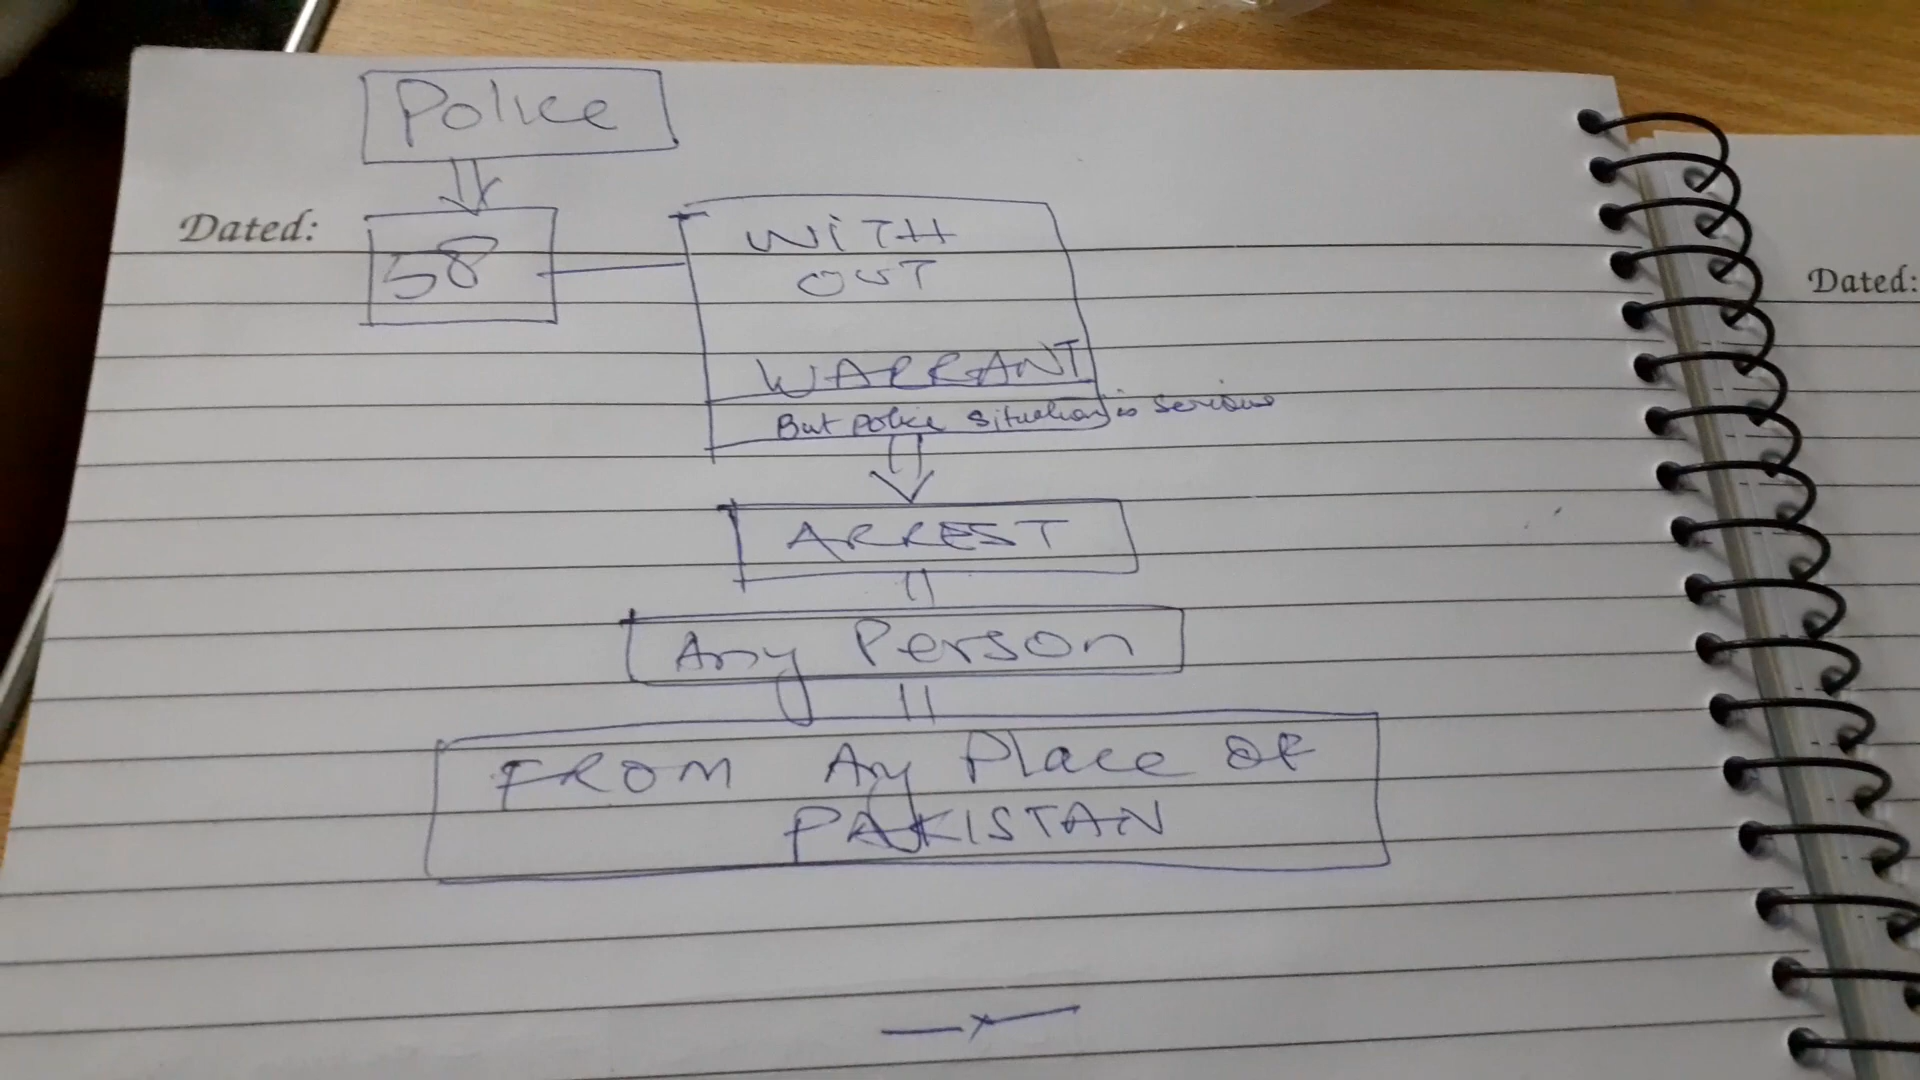 Police
Dated:
58
WiTH
OUT
WARRANT
But police situation is serious
ARREST
Any Person
FROM Ay Place OF
PAKISTAN
Dated: